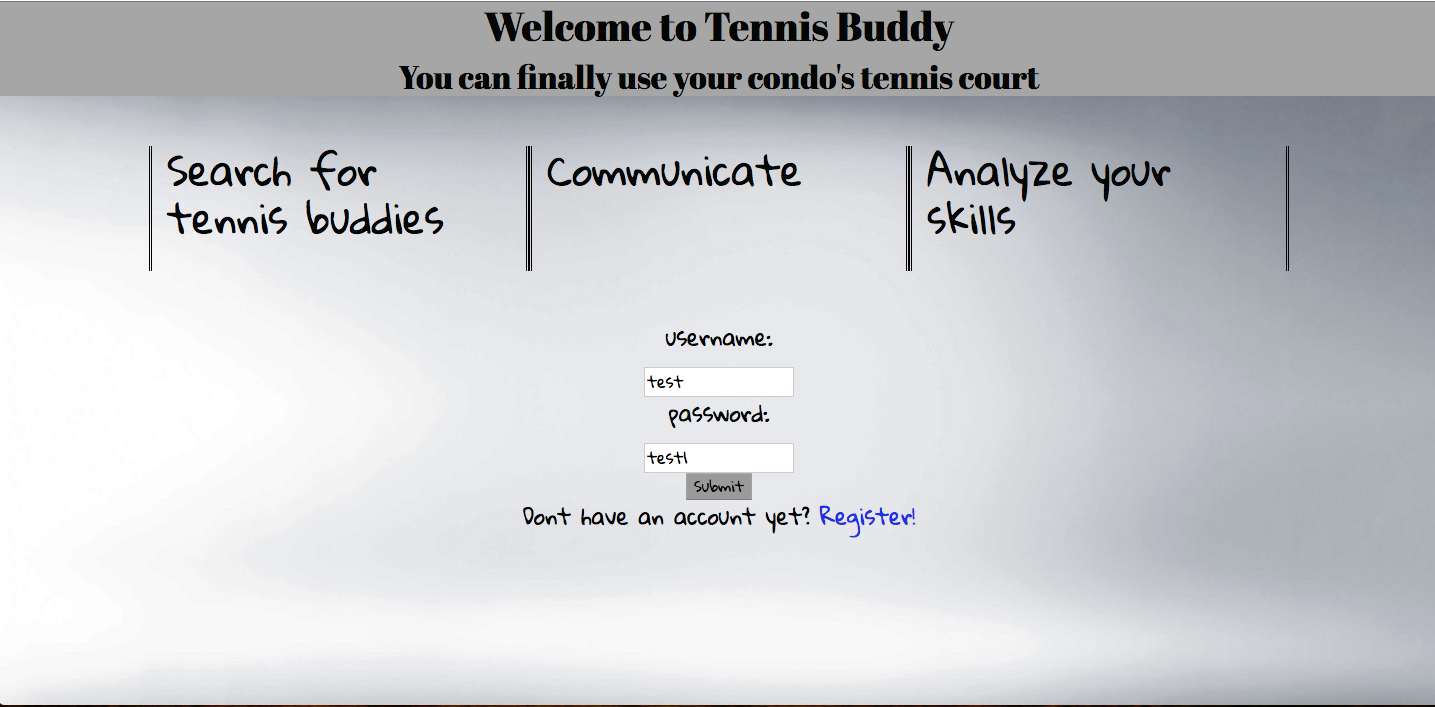 Welcome to Tennis Buddy
You can finally use your condo's tennis court
Search for
tennis buddies
Communicate
Analyze your
skills
username:
test
password:
test1
Submit
Dont have an account yet? Register!